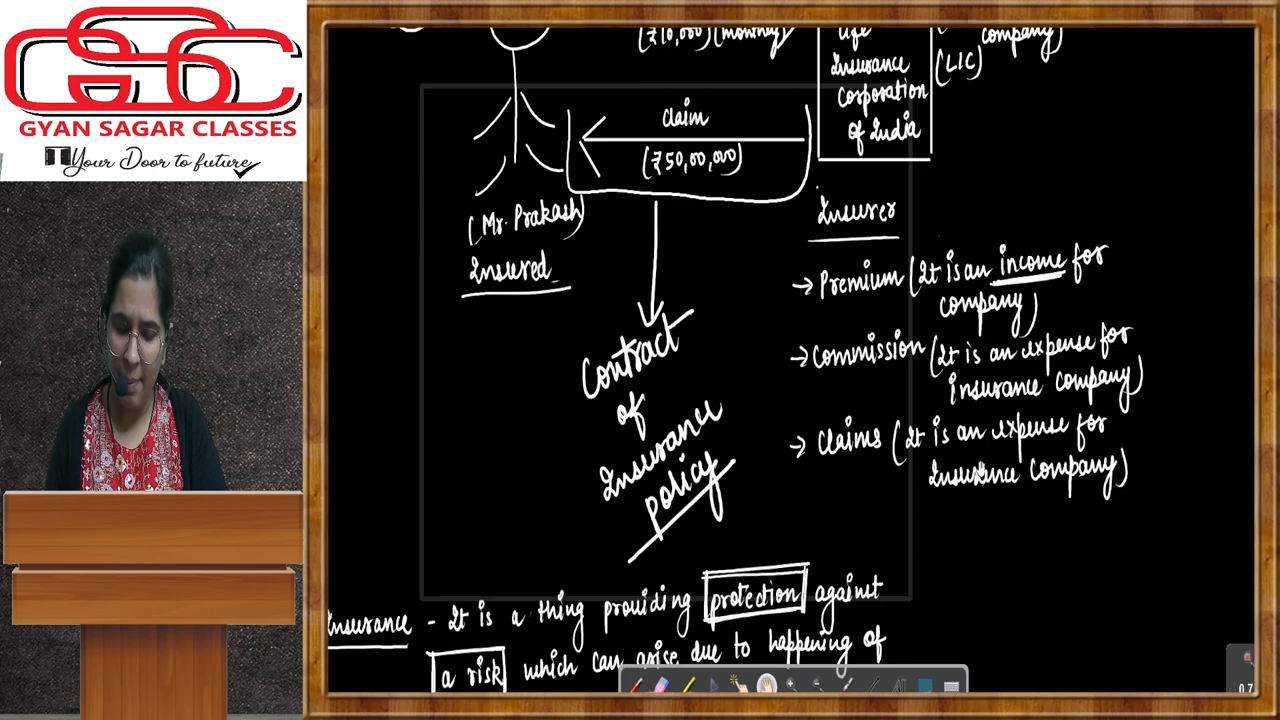 GSC
GYAN SAGAR CLASSES
Your Door to future
(₹10,000) (monthly)
Life
Insurance
Corporation
of India
company)
(LIC)
Claim
(₹50,00,000)
(Mr. Prakash)
Insured
Insurer
→ Premium (It is an income for
company)
→ Commission (It is an expense for
insurance company)
→ Claims (It is an expense for
Insurance company)
Contract
of
Insurance
policy
Insurance - It is a thing providing protection against
a risk which can arise due to happening of
0.7